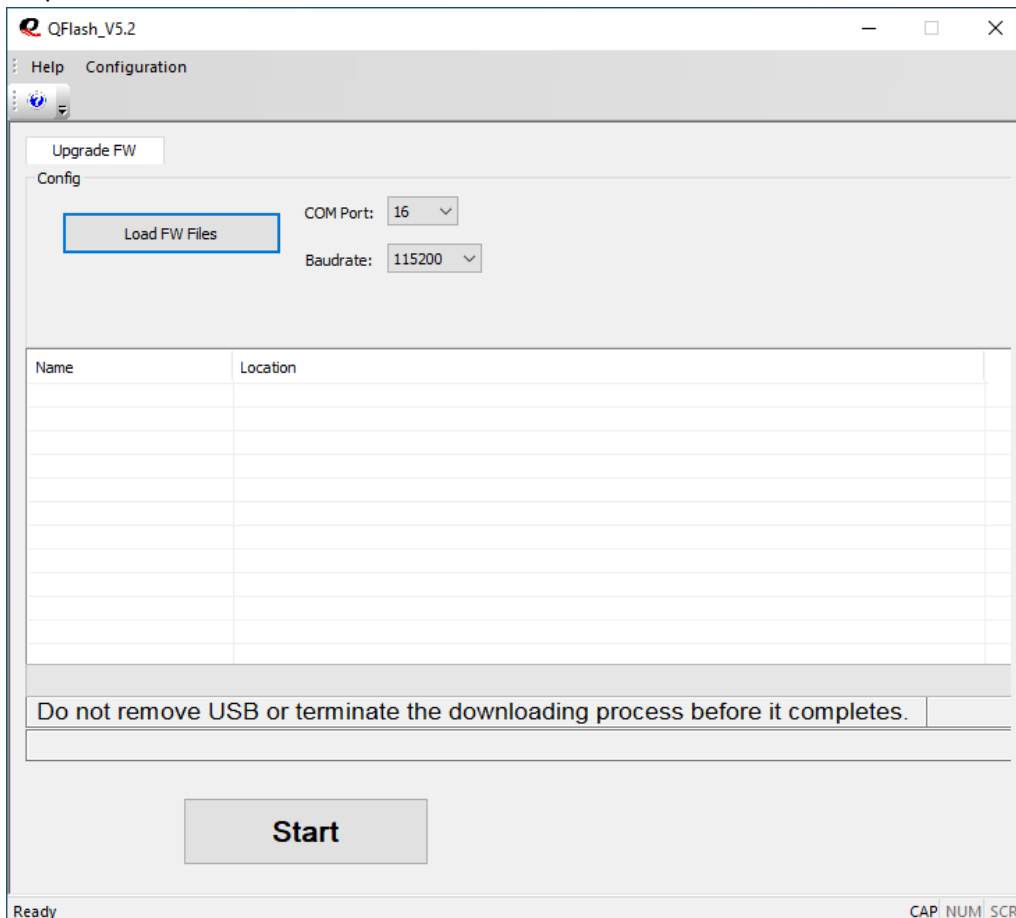 QFlash_V5.2
Help Configuration
Upgrade FW
Config
Load FW Files
COM Port: 16
Baudrate: 115200
Name Location
Do not remove USB or terminate the downloading process before it completes.
Start
Ready CAP NUM SCR